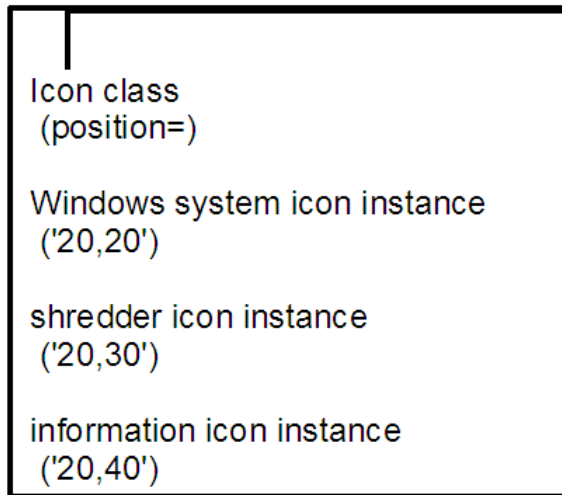 Icon class
(position=)
Windows system icon instance
('20,20')
shredder icon instance
('20,30')
information icon instance
('20,40')